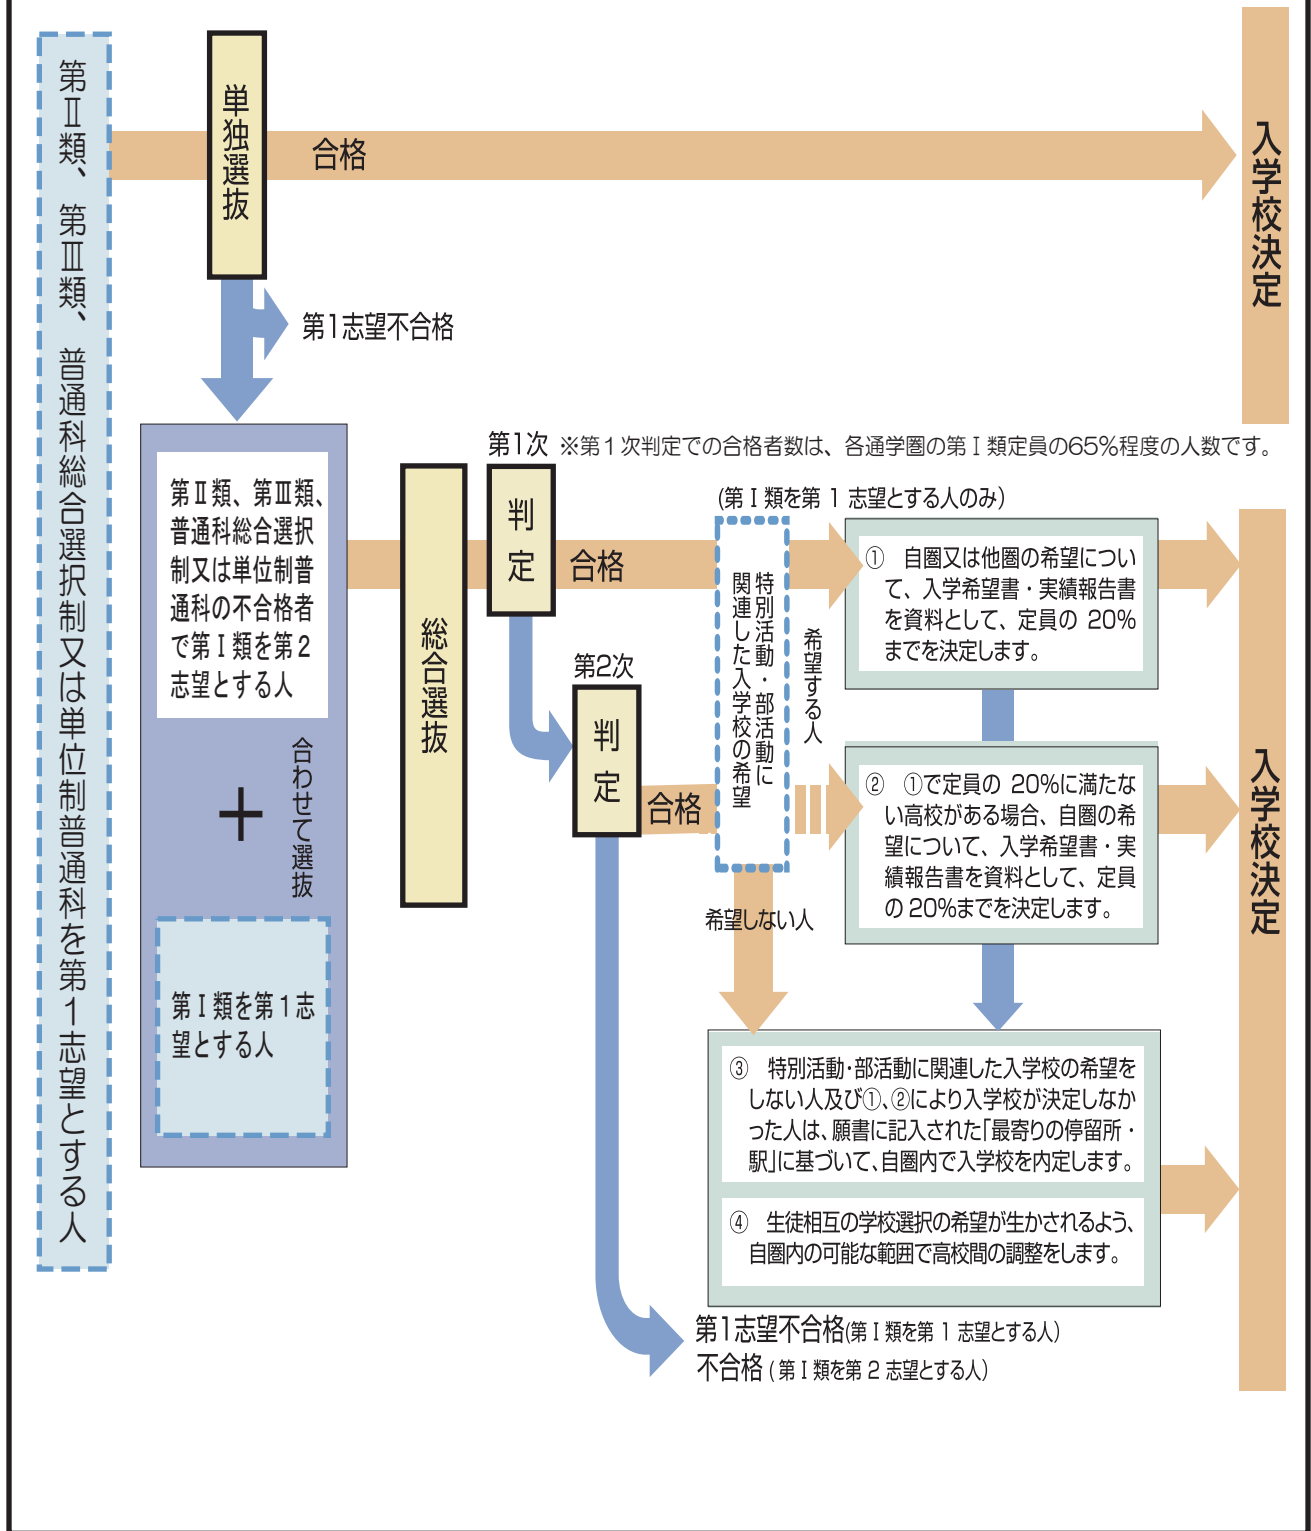 第Ⅱ類、第Ⅲ類、普通科総合選択制又は単位制普通科を第1志望とする人
単独選抜
合格
入学校決定
第1志望不合格
第Ⅱ類、第Ⅲ類、
普通科総合選択
制又は単位制普
通科の不合格者
で第Ⅰ類を第2
志望とする人
+
合わせて選抜
第Ⅰ類を第1志
望とする人
総合選抜
第1次 ※第1次判定での合格者数は、各通学圏の第Ⅰ類定員の65%程度の人数です。
判定
合格
第2次
判定
合格
(第Ⅰ類を第1志望とする人のみ)
特別活動・部活動に
関連した入学校の希望
希望する人
希望しない人
① 自圏又は他圏の希望につい
て、入学希望書・実績報告書
を資料として、定員の 20%
までを決定します。
② ①で定員の 20%に満たな
い高校がある場合、自圏の希
望について、入学希望書・実
績報告書を資料として、定員
の 20%までを決定します。
③ 特別活動・部活動に関連した入学校の希望を
しない人及び①、②により入学校が決定しなか
った人は、願書に記入された「最寄りの停留所・
駅」に基づいて、自圏内で入学校を内定します。
④ 生徒相互の学校選択の希望が生かされるよう、
自圏内の可能な範囲で高校間の調整をします。
入学校決定
第1志望不合格(第Ⅰ類を第1志望とする人)
不合格(第Ⅰ類を第2志望とする人)